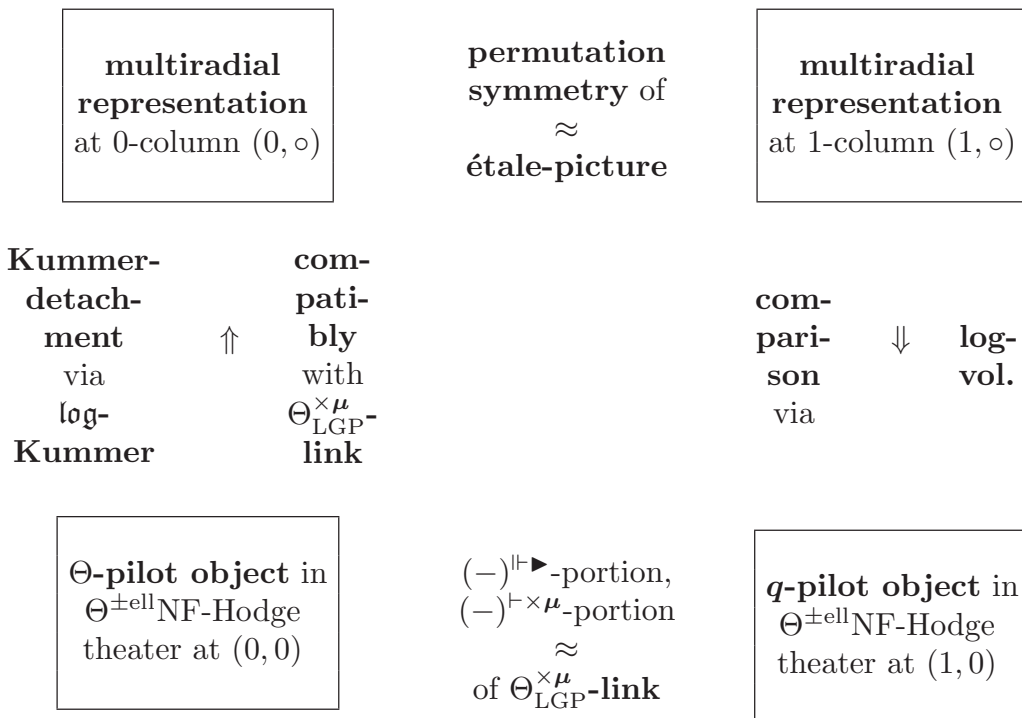 multiradial
representation
at 0-column (0, ∘)
permutation
symmetry of
≈
étale-picture
multiradial
representation
at 1-column (1, ∘)
Kummer-
detach-
ment
via
𝔩𝔬𝔤-
Kummer
⇑
com-
pati-
bly
with
Θ^{×μ}_{LGP}-
link
com-
pari-
son
via
⇓
log-
vol.
Θ-pilot object in
Θ^{±ell}NF-Hodge
theater at (0, 0)
(−)^{⊩▶}-portion,
(−)^{⊢×μ}-portion
≈
of Θ^{×μ}_{LGP}-link
q-pilot object in
Θ^{±ell}NF-Hodge
theater at (1, 0)